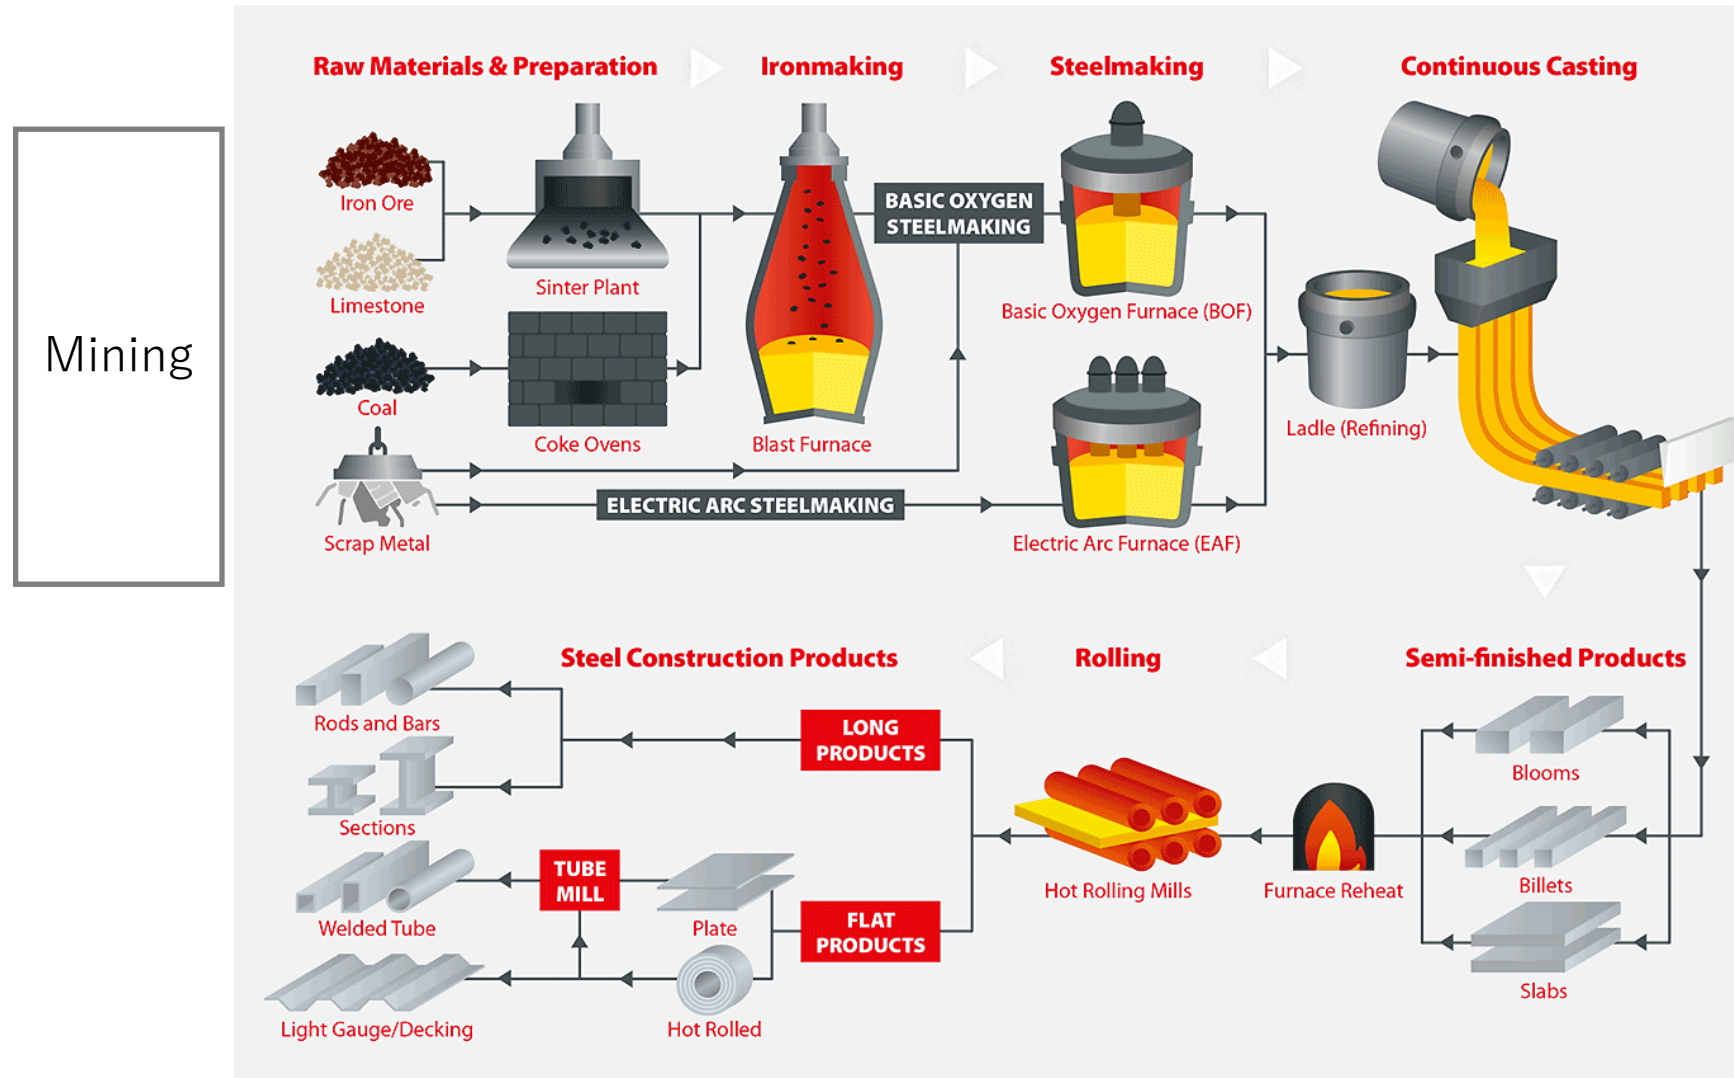 Mining
Raw Materials & Preparation
Ironmaking
Steelmaking
Continuous Casting
Iron Ore
Limestone
Coal
Scrap Metal
Sinter Plant
Coke Ovens
Blast Furnace
BASIC OXYGEN
STEELMAKING
ELECTRIC ARC STEELMAKING
Basic Oxygen Furnace (BOF)
Electric Arc Furnace (EAF)
Ladle (Refining)
Steel Construction Products
Rolling
Semi-finished Products
Rods and Bars
Sections
Welded Tube
Light Gauge/Decking
TUBE
MILL
Plate
Hot Rolled
LONG
PRODUCTS
FLAT
PRODUCTS
Hot Rolling Mills
Furnace Reheat
Blooms
Billets
Slabs